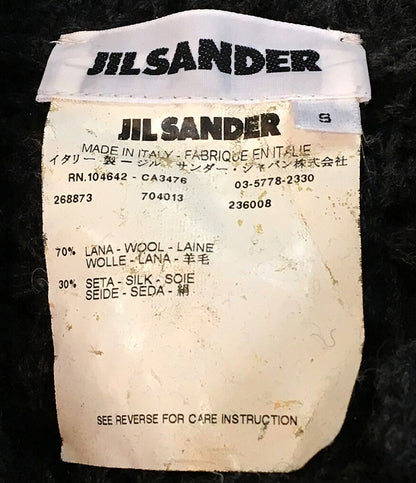 JIL SANDER
S
JIL SANDER
MADE IN ITALY - FABRIQUE EN ITALIE
イタリー 製 ージル サンダー・ジャパン株式会社
RN.104642 - CA3476 03-5778-2330
268873 704013 236008
70% LANA - WOOL - LAINE
WOLLE - LANA - 羊毛
30% SETA - SILK - SOIE
SEIDE - SEDA - 絹
SEE REVERSE FOR CARE INSTRUCTION